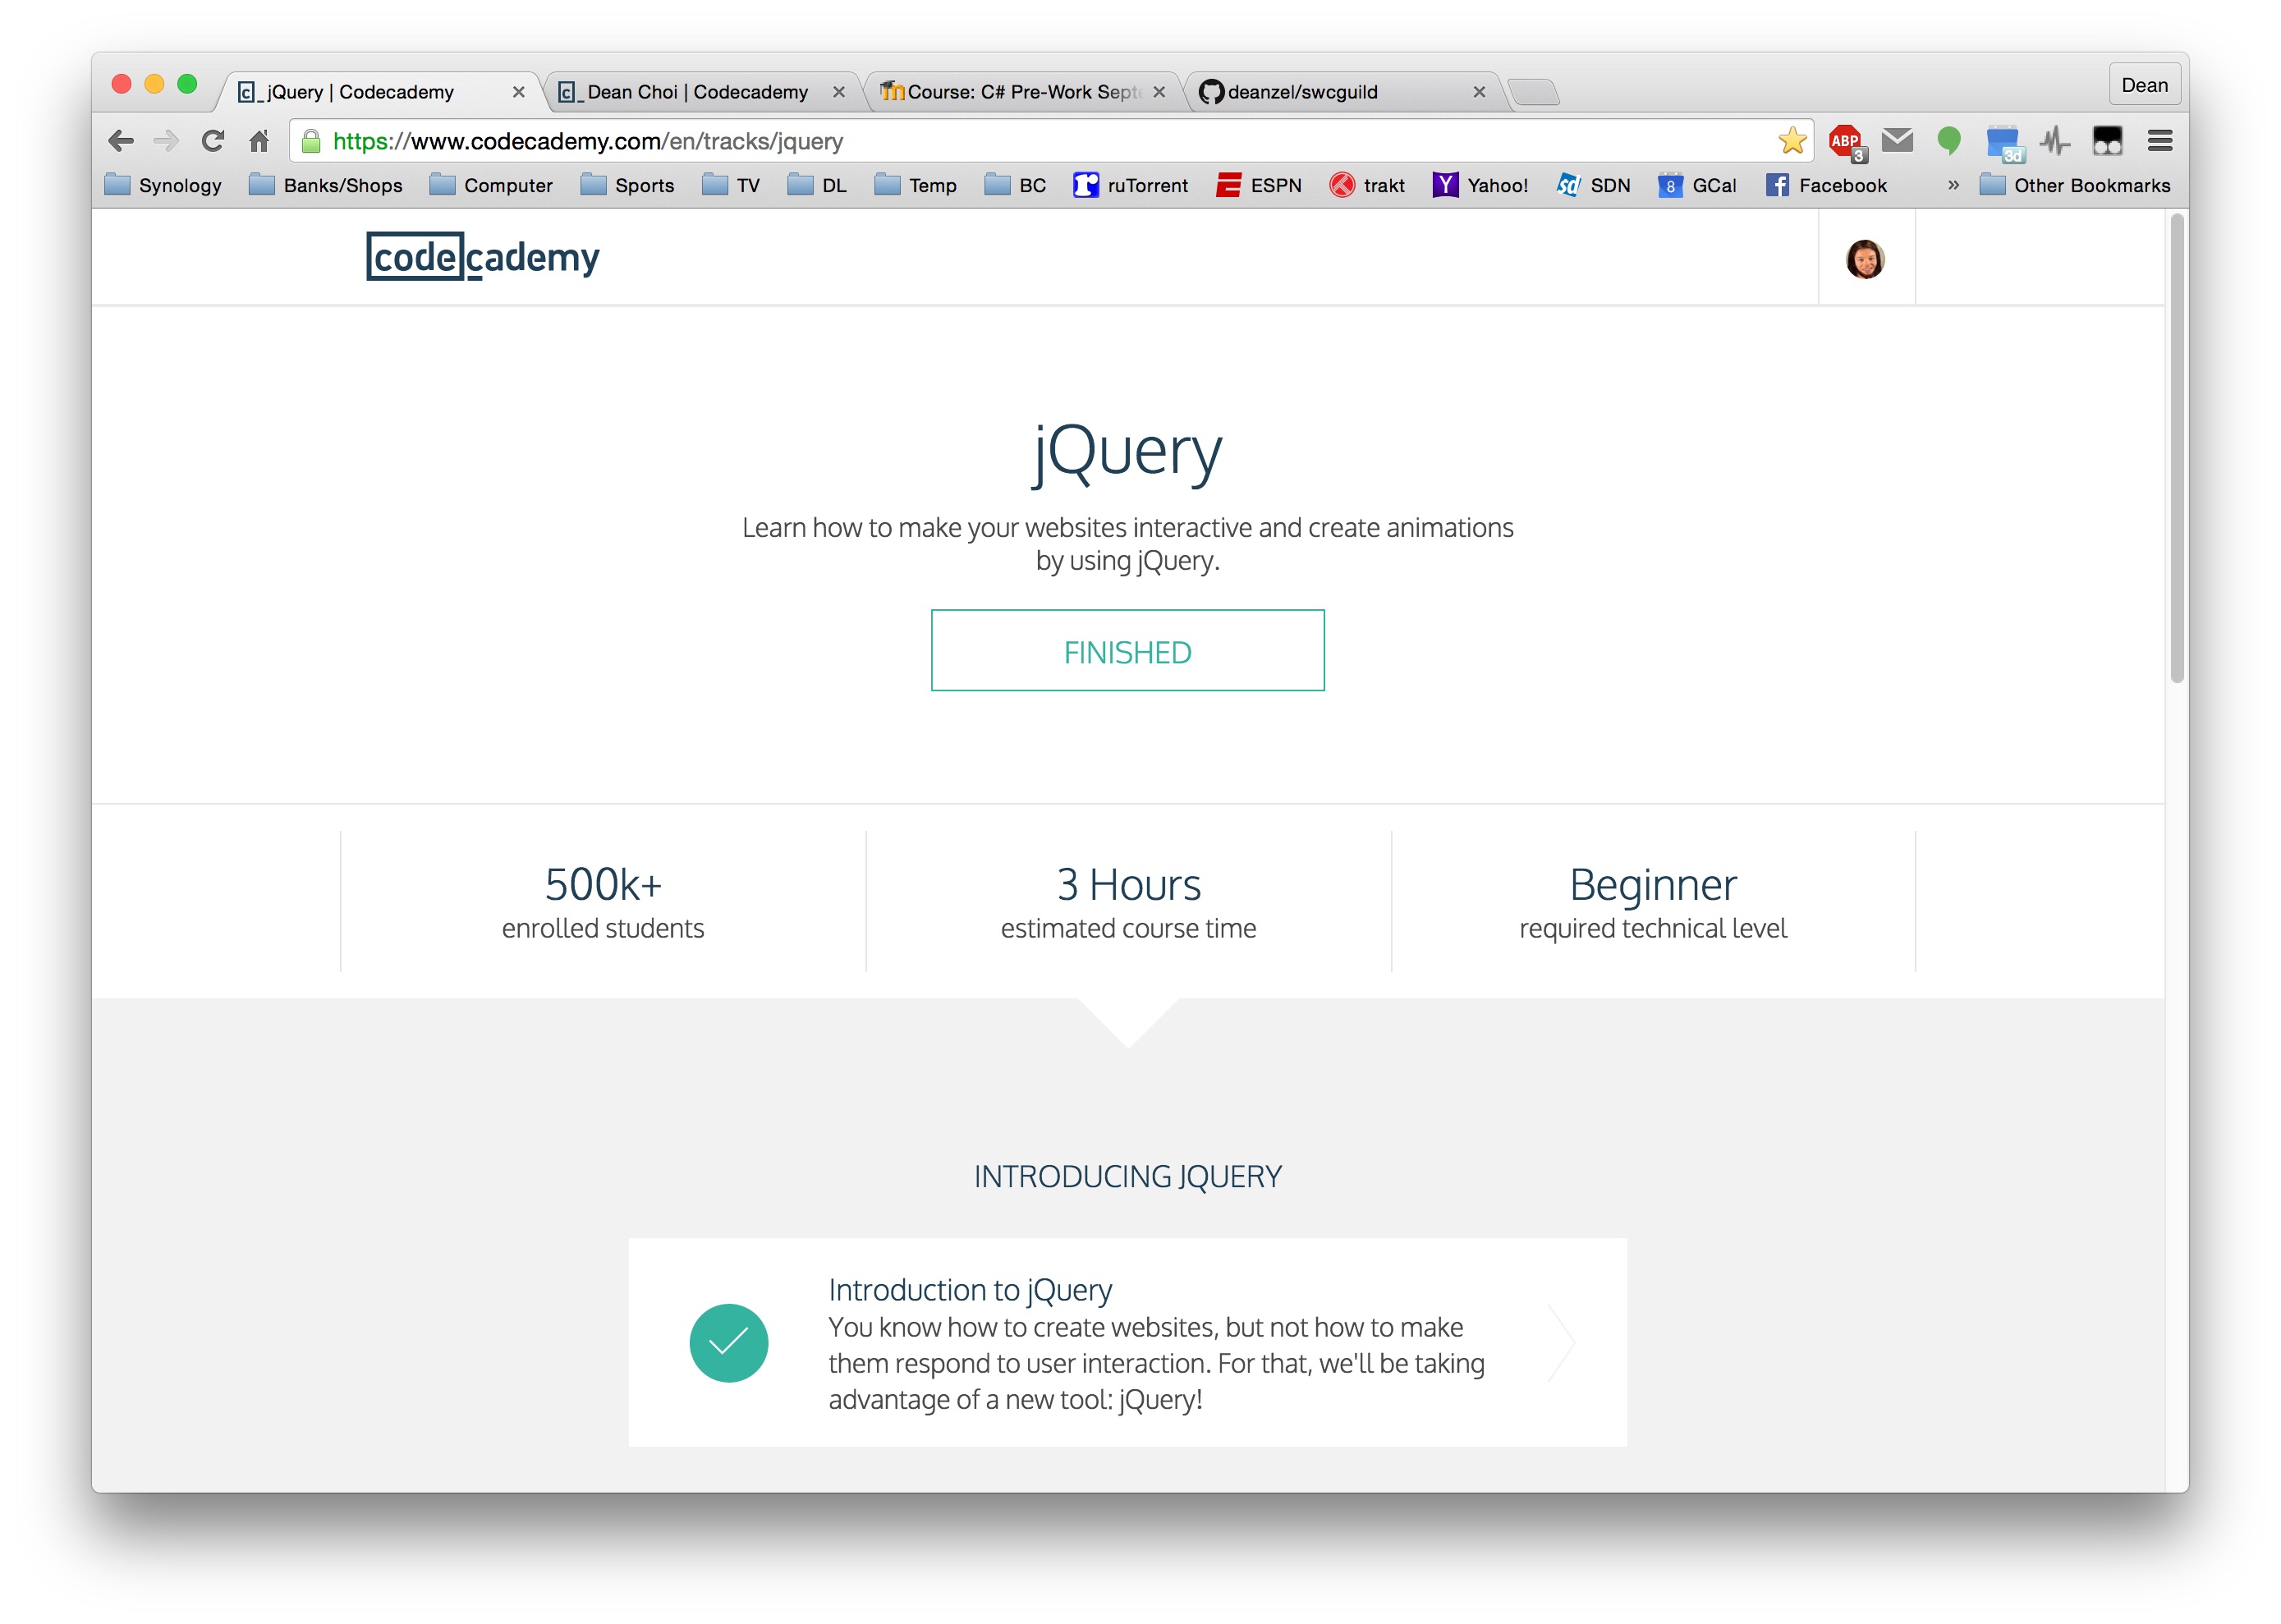 jQuery | Codecademy
Dean Choi | Codecademy
Course: C# Pre-Work Sept
deanzel/swcguild
Dean
https://www.codecademy.com/en/tracks/jquery
ABP
3
3d
Synology
Banks/Shops
Computer
Sports
TV
DL
Temp
BC
ruTorrent
ESPN
trakt
Yahoo!
SDN
8
GCal
Facebook
»
Other Bookmarks
codecademy
jQuery
Learn how to make your websites interactive and create animations
by using jQuery.
FINISHED
500k+
enrolled students
3 Hours
estimated course time
Beginner
required technical level
INTRODUCING JQUERY
Introduction to jQuery
You know how to create websites, but not how to make
them respond to user interaction. For that, we'll be taking
advantage of a new tool: jQuery!